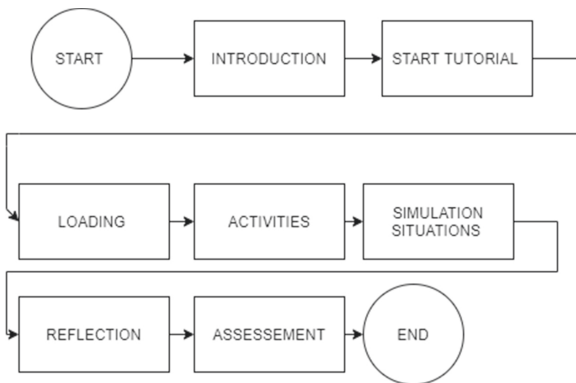 START
INTRODUCTION
START TUTORIAL
LOADING
ACTIVITIES
SIMULATION
SITUATIONS
REFLECTION
ASSESSEMENT
END